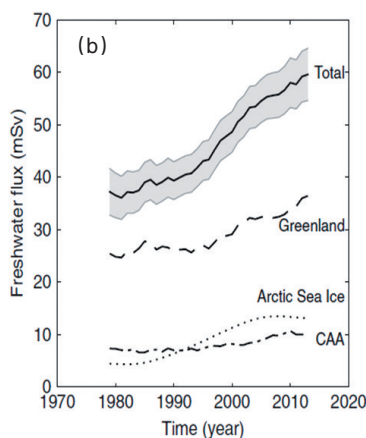 (b)
70
60
50
40
30
20
10
0
Freshwater flux (mSv)
Total
Greenland
Arctic Sea Ice
CAA
1970 1980 1990 2000 2010 2020
Time (year)